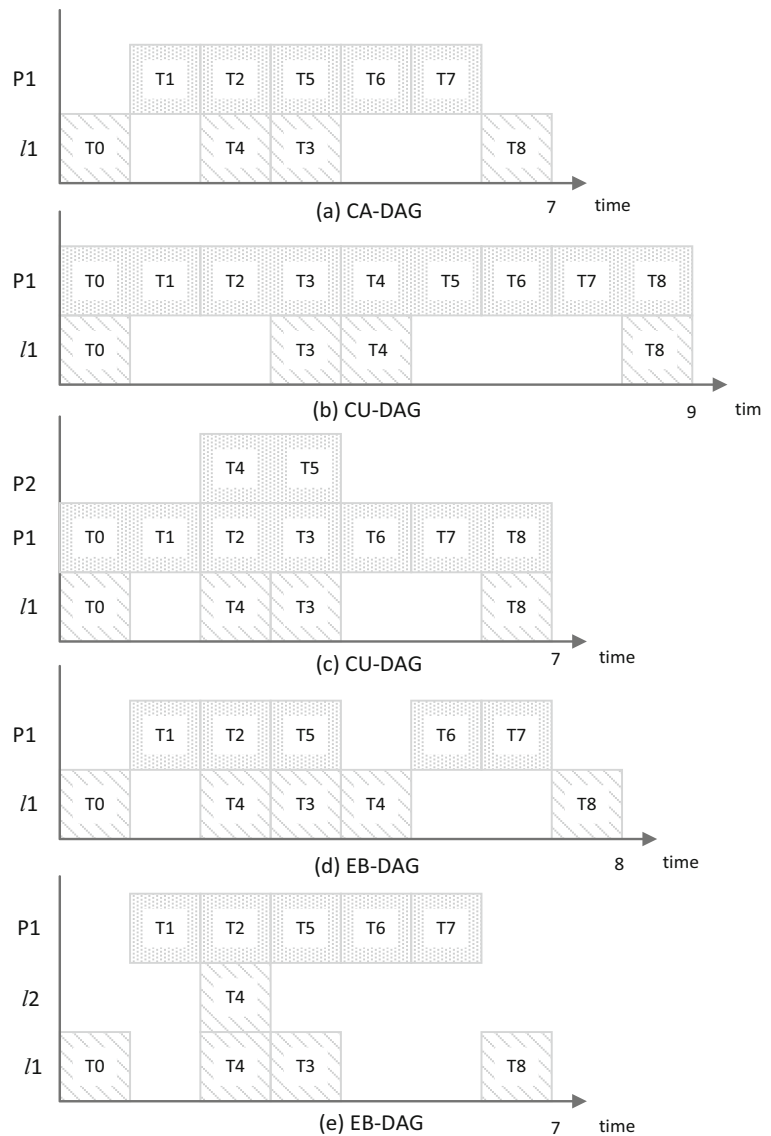 P1 T1 T2 T5 T6 T7
l1 T0 T4 T3 T8
(a) CA-DAG 7 time
P1 T0 T1 T2 T3 T4 T5 T6 T7 T8
l1 T0 T3 T4 T8
(b) CU-DAG 9 tim
P2 T4 T5
P1 T0 T1 T2 T3 T6 T7 T8
l1 T0 T4 T3 T8
(c) CU-DAG 7 time
P1 T1 T2 T5 T6 T7
l1 T0 T4 T3 T4 T8
(d) EB-DAG 8 time
P1 T1 T2 T5 T6 T7
l2 T4
l1 T0 T4 T3 T8
(e) EB-DAG 7 time